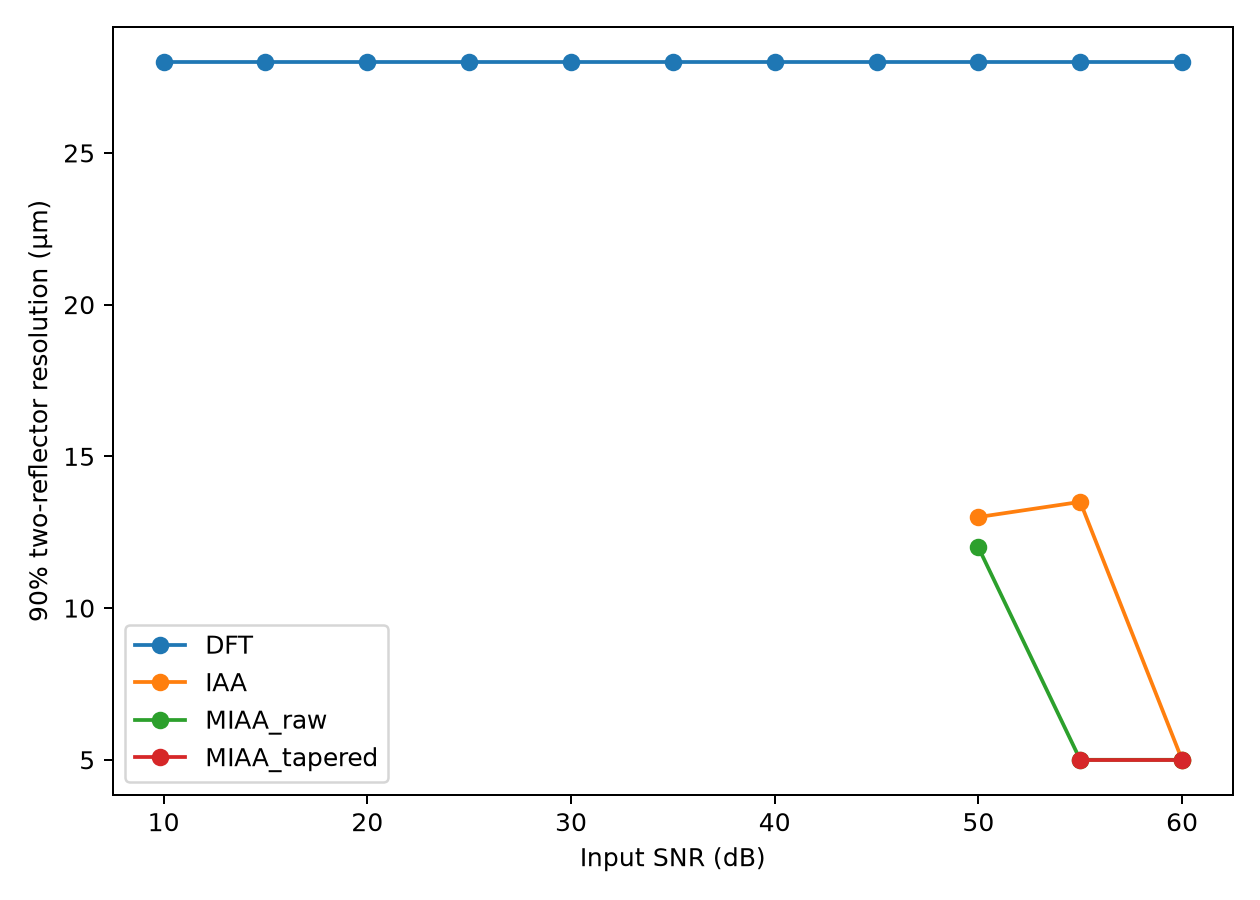 90% two-reflector resolution (µm)
25
20
15
10
5
DFT
IAA
MIAA_raw
MIAA_tapered
10 20 30 40 50 60
Input SNR (dB)